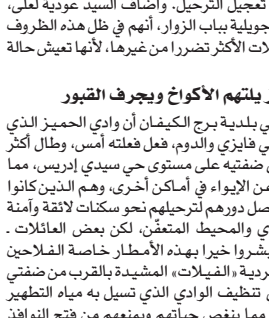 تعجيل الترحيل. وأضاف السيد عودية لعلى،
جويلية بباب الزوار، أنهم في ظل هذه الظروف
لات الأكثر تضررا من غيرها، لأنها تعيش حالة
يلتهم الأكواخ ويجرف القبور
ي بلدية برج الكيفان أن وادي الحميز الذي
ي فايزي والدوم، فعل فعلته أمس، وطال أكثر
ضفتيه على مستوى حي سيدي إدريس، مما
ن الإيواء في أماكن أخرى، وهم الذين كانوا
صل دورهم لترحيلهم نحو سكنات لائقة وآمنة
ي والمحيط المتعفّن، لكن بعض العائلات ـ
بشروا خيرا بهذه الأمطار خاصة الفلاحين
ردية «الفيلات» المشيدة بالقرب من ضفتي
تنظيف الوادي الذي تسيل به مياه التطهير
مما ينغص حياتهم ويمنعهم من فتح النوافذ